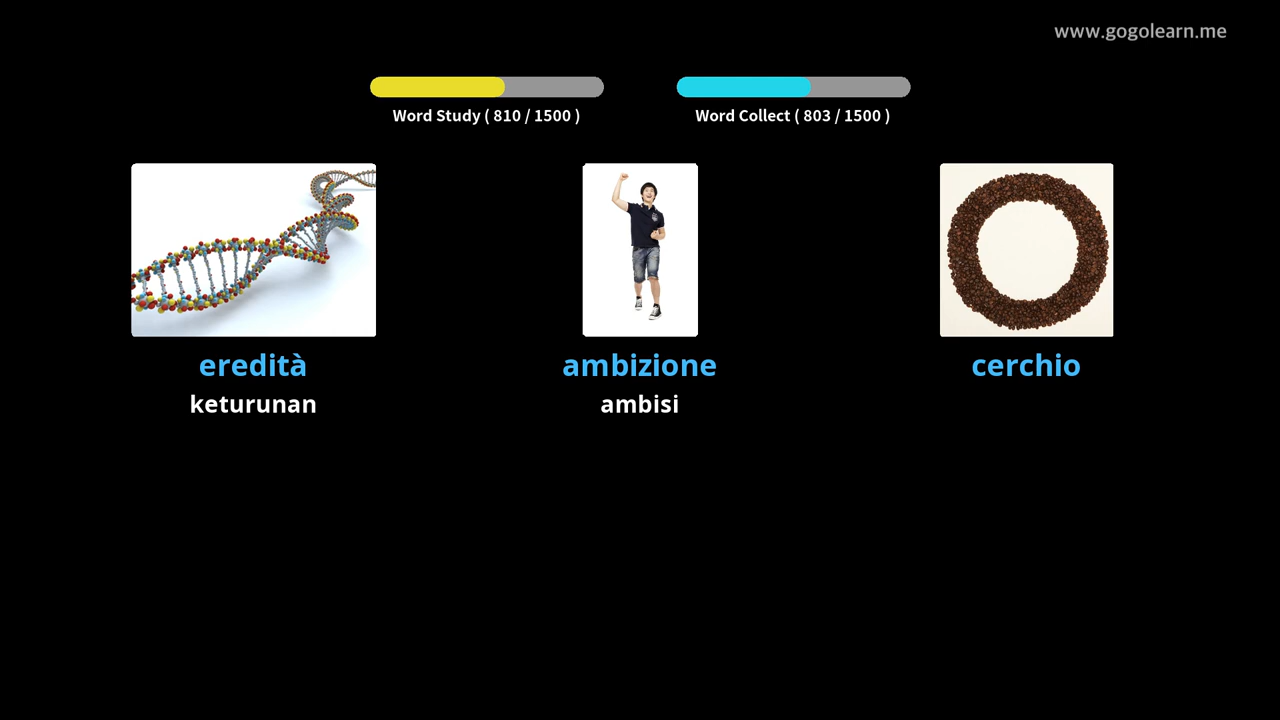 www.gogolearn.me
Word Study ( 810 / 1500 )
Word Collect ( 803 / 1500 )
eredità
ambizione
cerchio
keturunan
ambisi